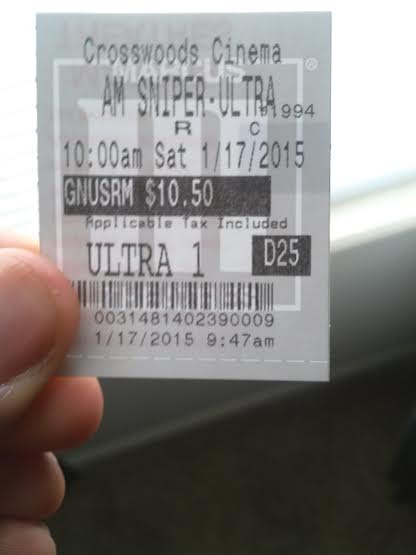 Crosswoods Cinema
MARCUS ®
AM SNIPER-ULTRA
R C
10:00am Sat 1/17/2015
GNUSRM $10.50
Applicable Tax Included
ULTRA 1 D25
0031481402390009
1/17/2015 9:47am